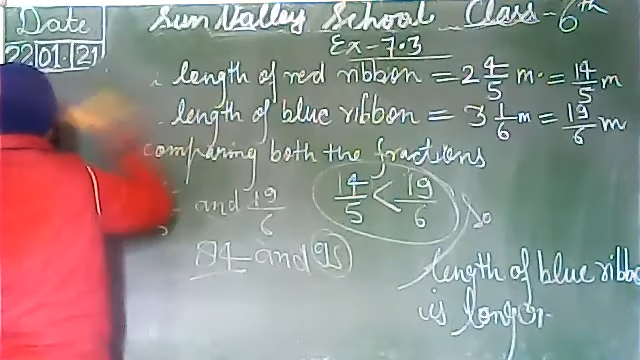 Date
22|01.|21
Sun Valley School Class-6th
Ex-7.3
length of red ribbon = 2 4/5 m. = 14/5 m
length of blue ribbon = 3 1/6 m = 19/6 m
comparing both the fractions
and 19/6
14/5 < 19/6 So
84 and 95
length of blue ribbo
is longer